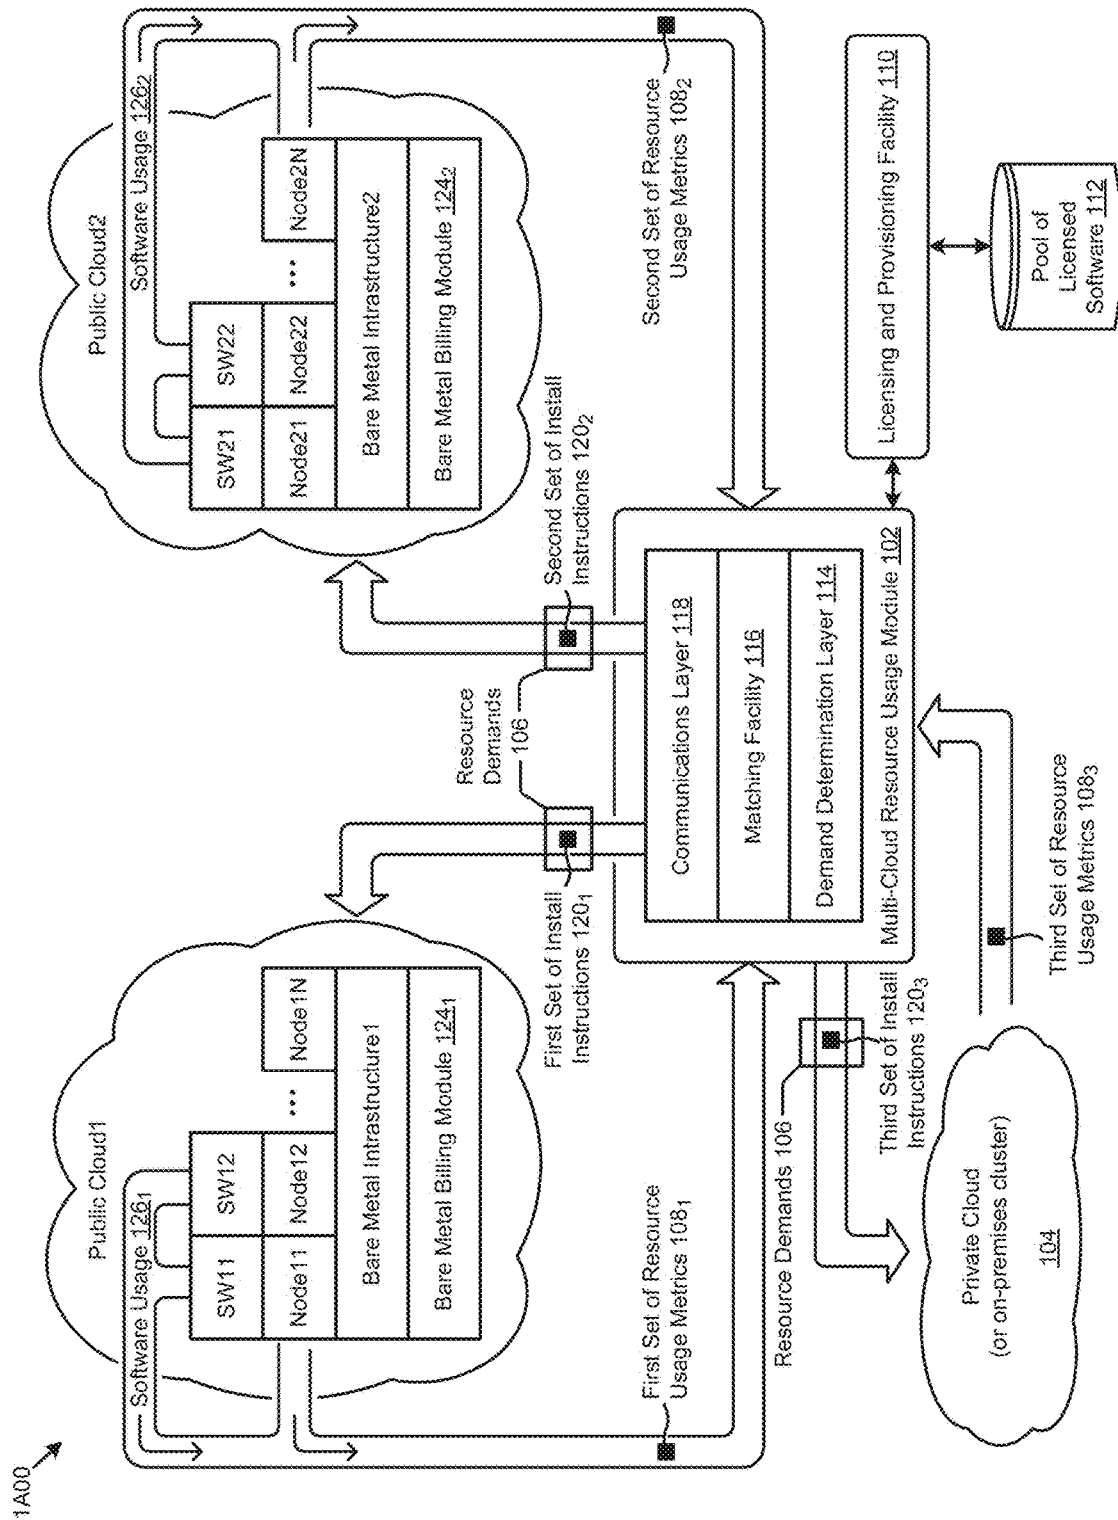 1A00
Public Cloud1
Software Usage 126₁
SW11
SW12
Node11
Node12
...
Node1N
Bare Metal Intrastructure1
Bare Metal Billing Module 124₁
Public Cloud2
Software Usage 126₂
SW21
SW22
Node21
Node22
...
Node2N
Bare Metal Intrastructure2
Bare Metal Billing Module 124₂
Resource
Demands
106
First Set of Install
Instructions 120₁
Second Set of Install
Instructions 120₂
First Set of Resource
Usage Metrics 108₁
Second Set of Resource
Usage Metrics 108₂
Communications Layer 118
Matching Facility 116
Demand Determination Layer 114
Multi-Cloud Resource Usage Module 102
Resource Demands 106
Third Set of Install
Instructions 120₃
Licensing and Provisioning Facility 110
Private Cloud
(or on-premises cluster)
104
Third Set of Resource
Usage Metrics 108₃
Pool of
Licensed
Software 112